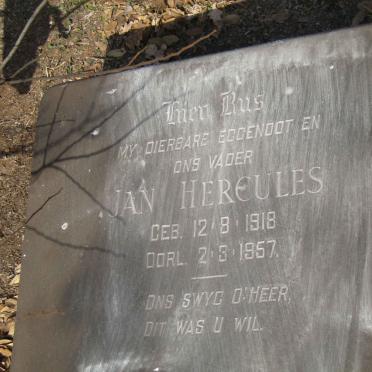 Hier Rus
MY DIERBARE EGGENOOT EN
ONS VADER
JAN HERCULES
GEB. 12·8·1918
OORL. 2·3·1957.
ONS SWYG O'HEER,
DIT WAS U WIL.